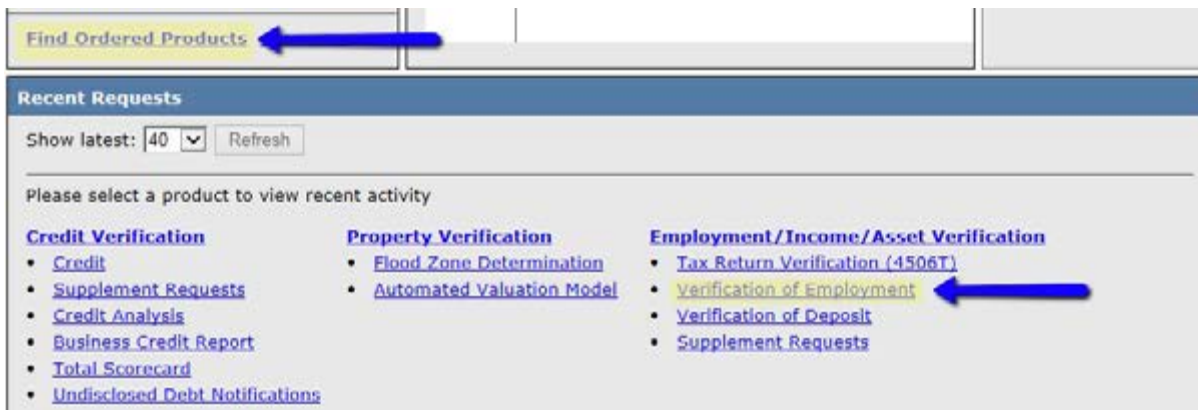 Find Ordered Products
Recent Requests
Show latest: 40 Refresh
Please select a product to view recent activity
Credit Verification
• Credit
• Supplement Requests
• Credit Analysis
• Business Credit Report
• Total Scorecard
• Undisclosed Debt Notifications
Property Verification
• Flood Zone Determination
• Automated Valuation Model
Employment/Income/Asset Verification
• Tax Return Verification (4506T)
• Verification of Employment
• Verification of Deposit
• Supplement Requests